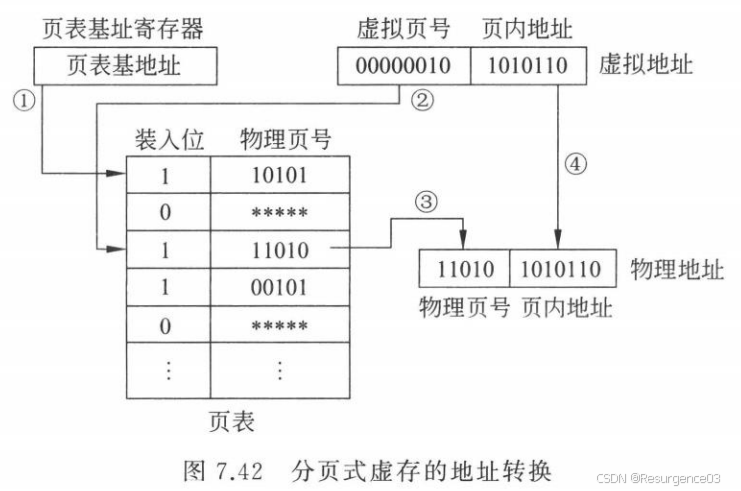 页表基址寄存器
页表基地址
虚拟页号 页内地址
00000010 1010110 虚拟地址
① ② ④
装入位 物理页号
1 10101
0 *****
1 11010
1 00101
0 *****
⋮ ⋮
页表
③
11010 1010110 物理地址
物理页号 页内地址
图 7.42 分页式虚存的地址转换
CSDN @Resurgence03